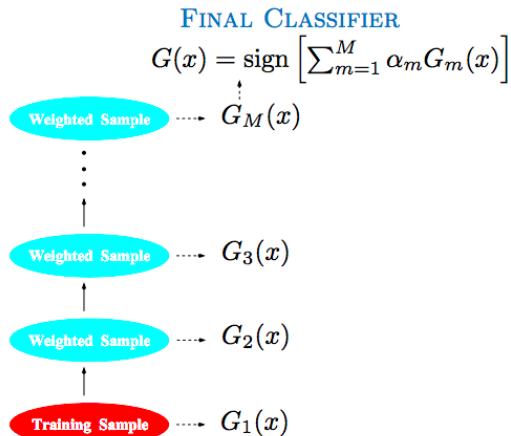 FINAL CLASSIFIER
G(x) = sign [∑_{m=1}^{M} α_m G_m(x)]
Weighted Sample G_M(x)
Weighted Sample G_3(x)
Weighted Sample G_2(x)
Training Sample G_1(x)